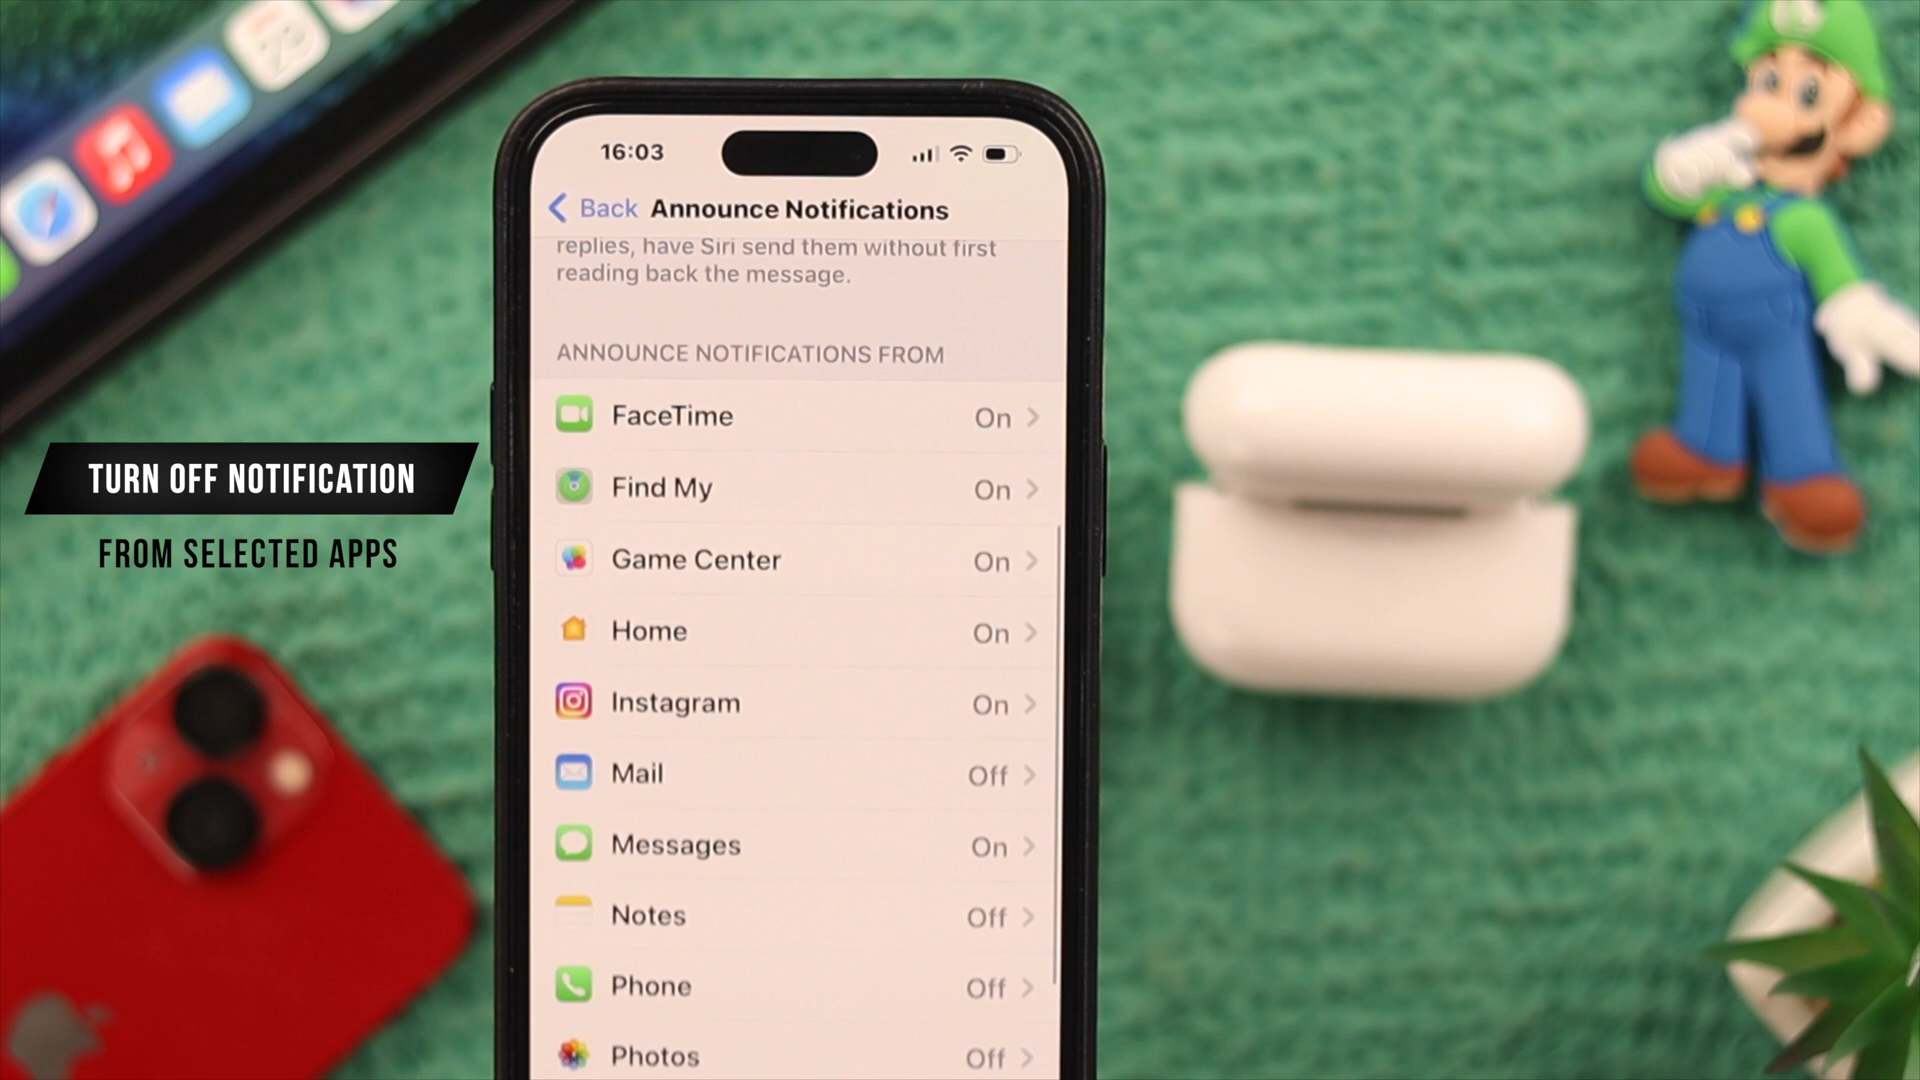 16:03
Back Announce Notifications
replies, have Siri send them without first
reading back the message.
ANNOUNCE NOTIFICATIONS FROM
FaceTime On
Find My On
Game Center On
Home On
Instagram On
Mail Off
Messages On
Notes Off
Phone Off
Photos Off
TURN OFF NOTIFICATION
FROM SELECTED APPS